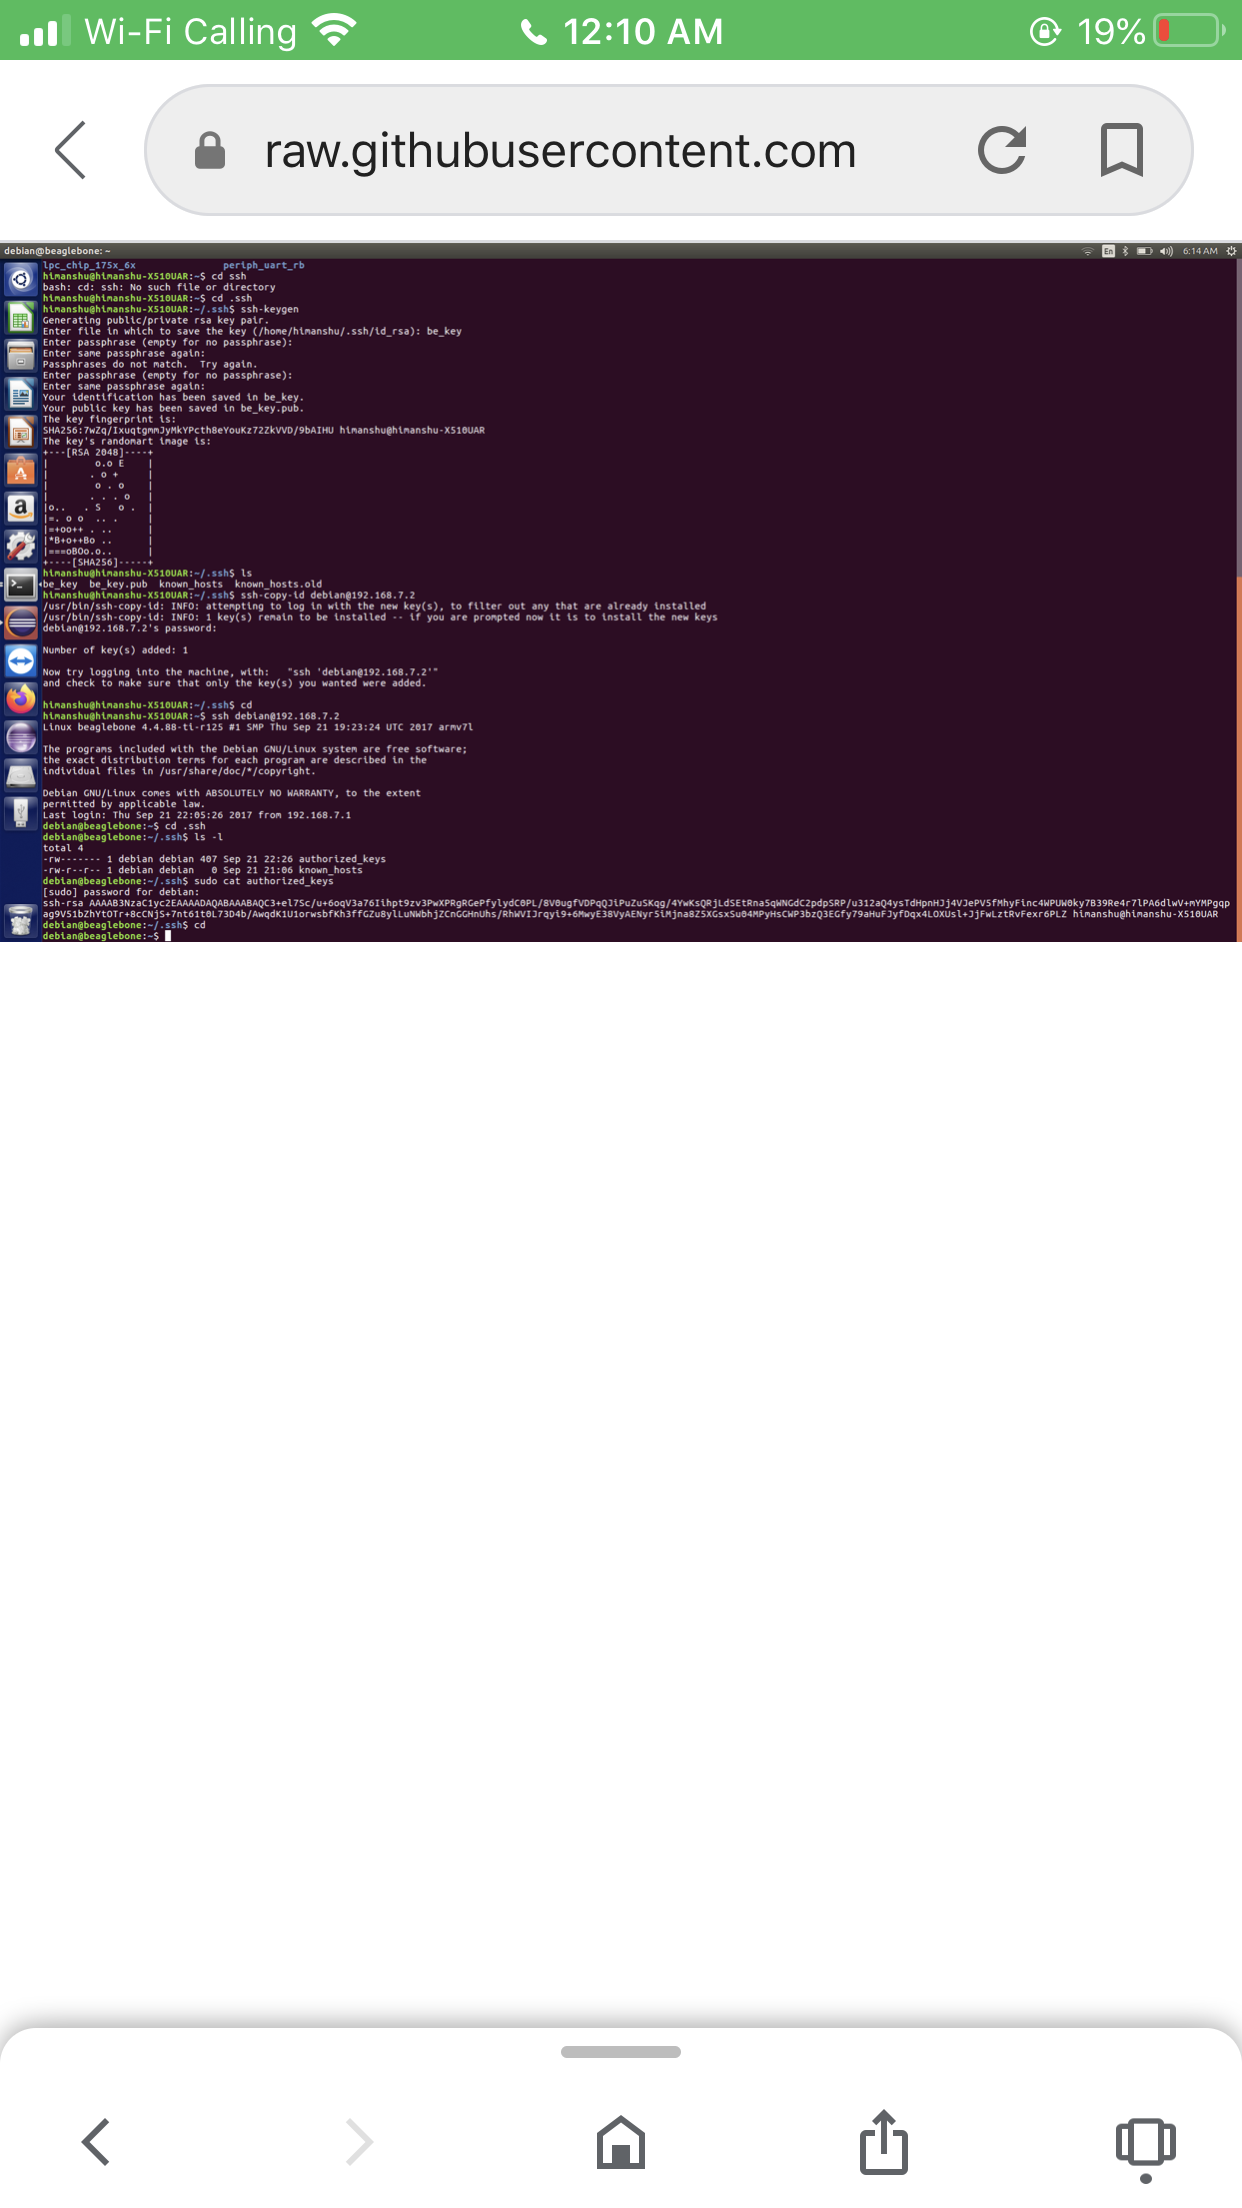 Wi-Fi Calling 12:10 AM 19%
raw.githubusercontent.com
debian@beaglebone: ~ En 6:14 AM
lpc_chip_175x_6x periph_uart_rb
himanshu@himanshu-X510UAR:~$ cd ssh
bash: cd: ssh: No such file or directory
himanshu@himanshu-X510UAR:~$ cd .ssh
himanshu@himanshu-X510UAR:~/.ssh$ ssh-keygen
Generating public/private rsa key pair.
Enter file in which to save the key (/home/himanshu/.ssh/id_rsa): be_key
Enter passphrase (empty for no passphrase):
Enter same passphrase again:
Passphrases do not match.  Try again.
Enter passphrase (empty for no passphrase):
Enter same passphrase again:
Your identification has been saved in be_key.
Your public key has been saved in be_key.pub.
The key fingerprint is:
SHA256:7wZq/IxuqtgmmJyMkYPcth8eYouKz72ZkVVD/9bAIHU himanshu@himanshu-X510UAR
The key's randomart image is:
+---[RSA 2048]----+
|        o.o E    |
|       . o +     |
|        o . o    |
|       . . . o   |
|o..   . S   o .  |
|=. o o  .. .     |
|=+oo++ . ..      |
|*B+o++Bo ..      |
|===oBOo.o..      |
+----[SHA256]-----+
himanshu@himanshu-X510UAR:~/.ssh$ ls
be_key  be_key.pub  known_hosts  known_hosts.old
himanshu@himanshu-X510UAR:~/.ssh$ ssh-copy-id debian@192.168.7.2
/usr/bin/ssh-copy-id: INFO: attempting to log in with the new key(s), to filter out any that are already installed
/usr/bin/ssh-copy-id: INFO: 1 key(s) remain to be installed -- if you are prompted now it is to install the new keys
debian@192.168.7.2's password:
Number of key(s) added: 1
Now try logging into the machine, with:   "ssh 'debian@192.168.7.2'"
and check to make sure that only the key(s) you wanted were added.
himanshu@himanshu-X510UAR:~/.ssh$ cd
himanshu@himanshu-X510UAR:~$ ssh debian@192.168.7.2
Linux beaglebone 4.4.88-ti-r125 #1 SMP Thu Sep 21 19:23:24 UTC 2017 armv7l
The programs included with the Debian GNU/Linux system are free software;
the exact distribution terms for each program are described in the
individual files in /usr/share/doc/*/copyright.
Debian GNU/Linux comes with ABSOLUTELY NO WARRANTY, to the extent
permitted by applicable law.
Last login: Thu Sep 21 22:05:26 2017 from 192.168.7.1
debian@beaglebone:~$ cd .ssh
debian@beaglebone:~/.ssh$ ls -l
total 4
-rw------- 1 debian debian 407 Sep 21 22:26 authorized_keys
-rw-r--r-- 1 debian debian   0 Sep 21 21:06 known_hosts
debian@beaglebone:~/.ssh$ sudo cat authorized_keys
[sudo] password for debian:
ssh-rsa
himanshu@himanshu-X510UAR
debian@beaglebone:~/.ssh$ cd
debian@beaglebone:~$